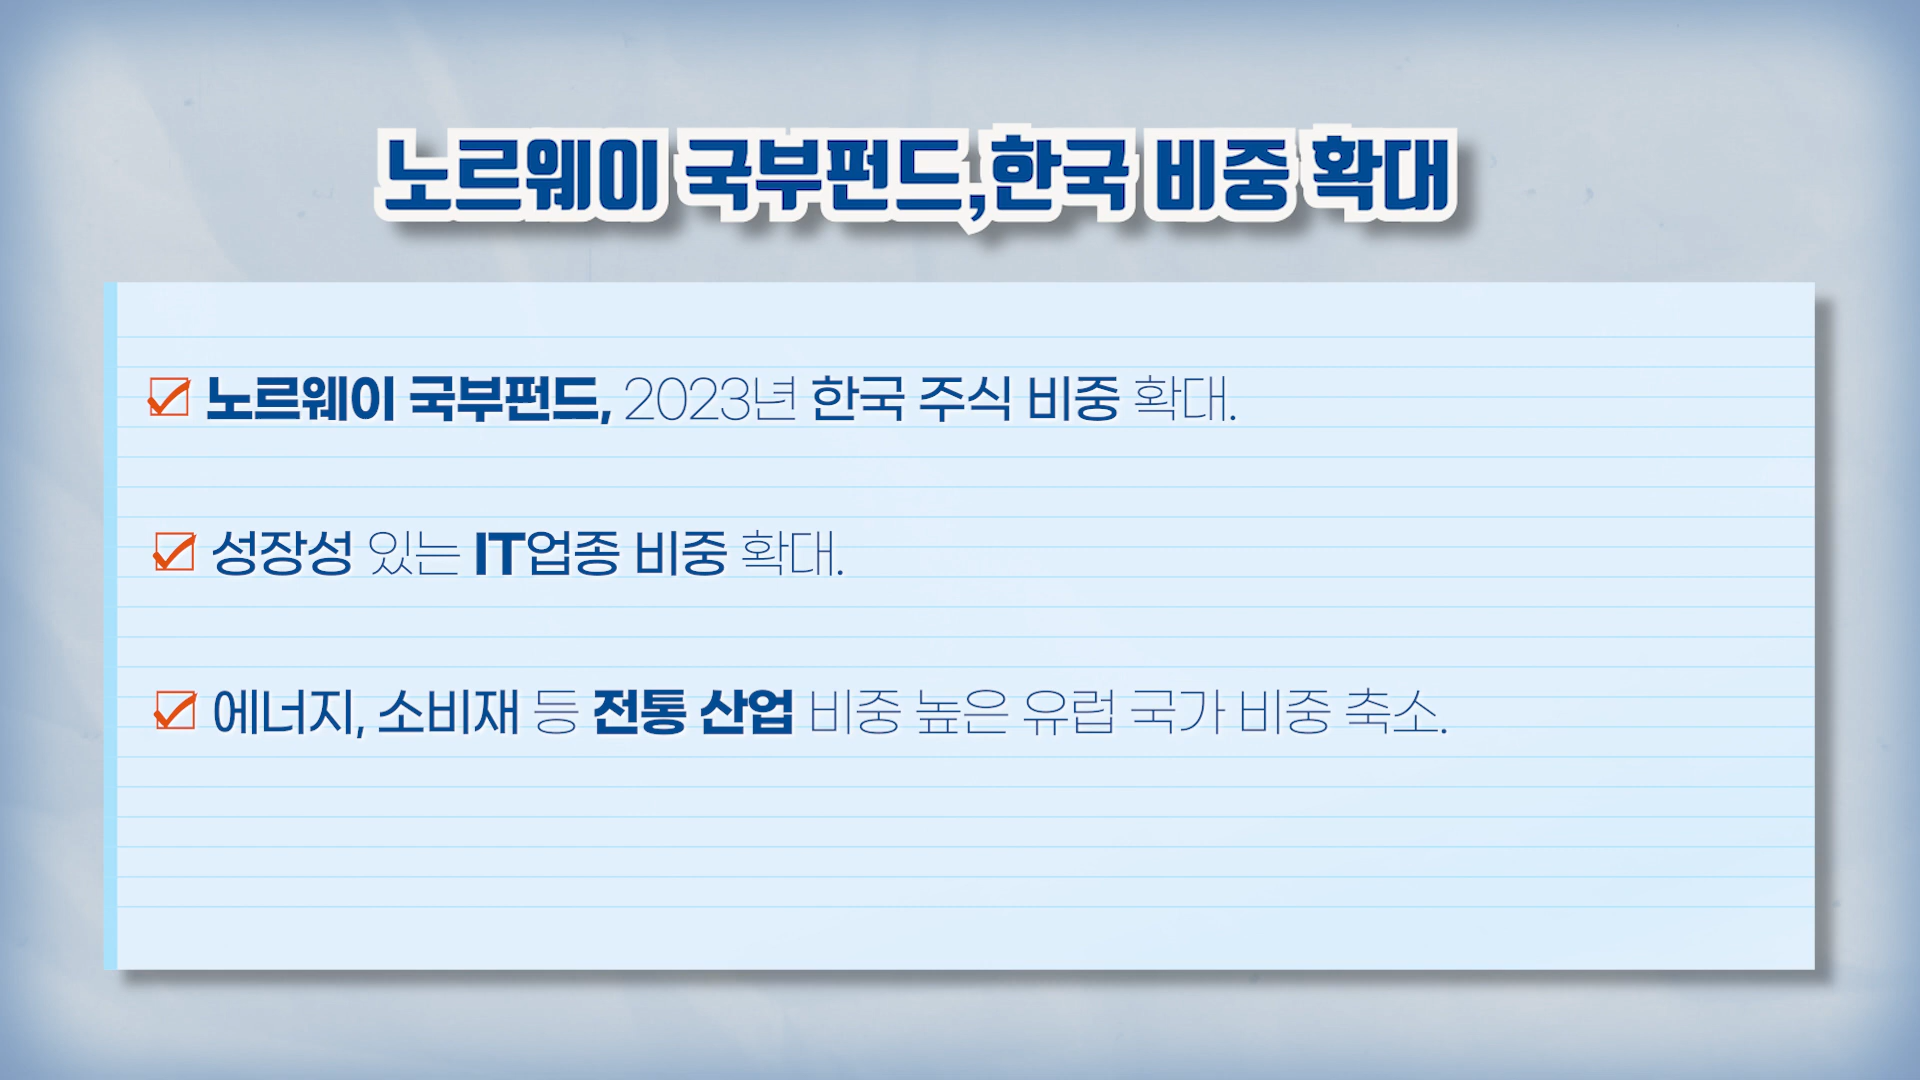 노르웨이 국부펀드,한국 비중 확대
노르웨이 국부펀드, 2023년 한국 주식 비중 확대.
성장성 있는 IT업종 비중 확대.
에너지, 소비재 등 전통 산업 비중 높은 유럽 국가 비중 축소.